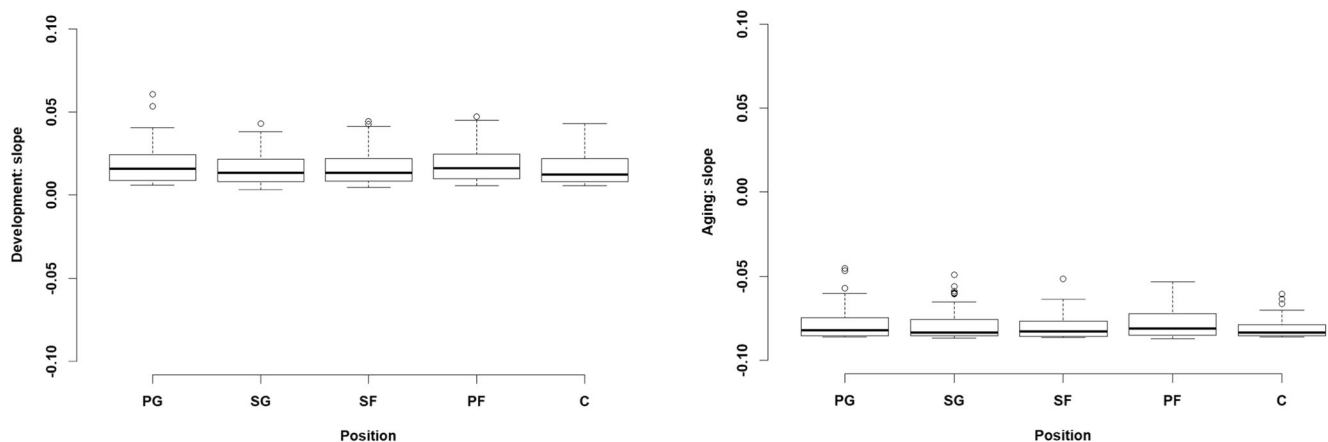 Development: slope
0.10
0.05
0.00
-0.05
-0.10
PG SG SF PF C
Position
Aging: slope
0.10
0.05
0.00
-0.05
-0.10
PG SG SF PF C
Position